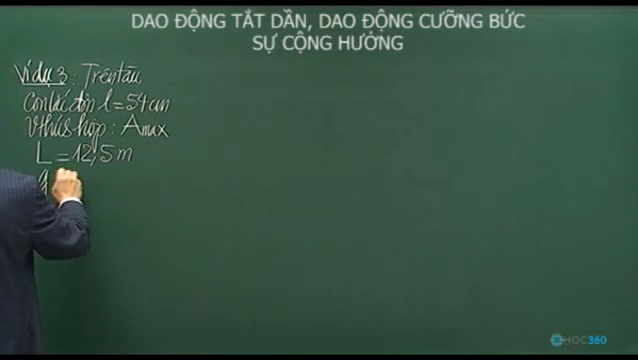 DAO ĐỘNG TẮT DẦN, DAO ĐỘNG CƯỠNG BỨC
SỰ CỘNG HƯỞNG
Ví dụ 3 : Trên tàu,
Con lắc đơn l = 54 cm
V thích hợp : Amax
L = 12,5 m
g
HOC360